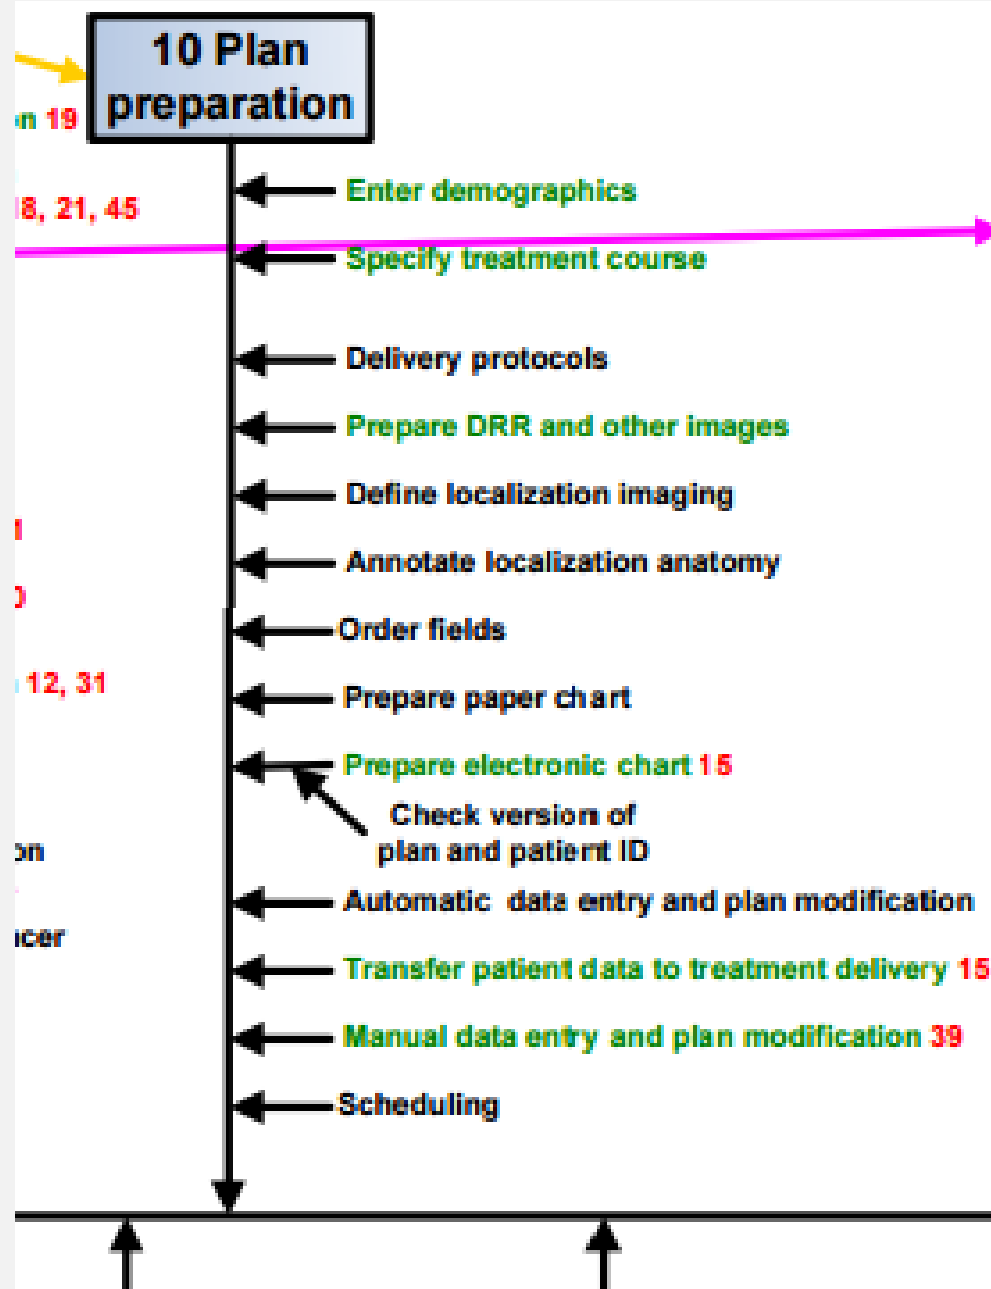 10 Plan
preparation
n 19
Enter demographics
18, 21, 45
Specify treatment course
Delivery protocols
Prepare DRR and other images
Define localization imaging
Annotate localization anatomy
Order fields
12, 31
Prepare paper chart
Prepare electronic chart 15
Check version of
plan and patient ID
on
Automatic data entry and plan modification
cer
Transfer patient data to treatment delivery 15
Manual data entry and plan modification 39
Scheduling